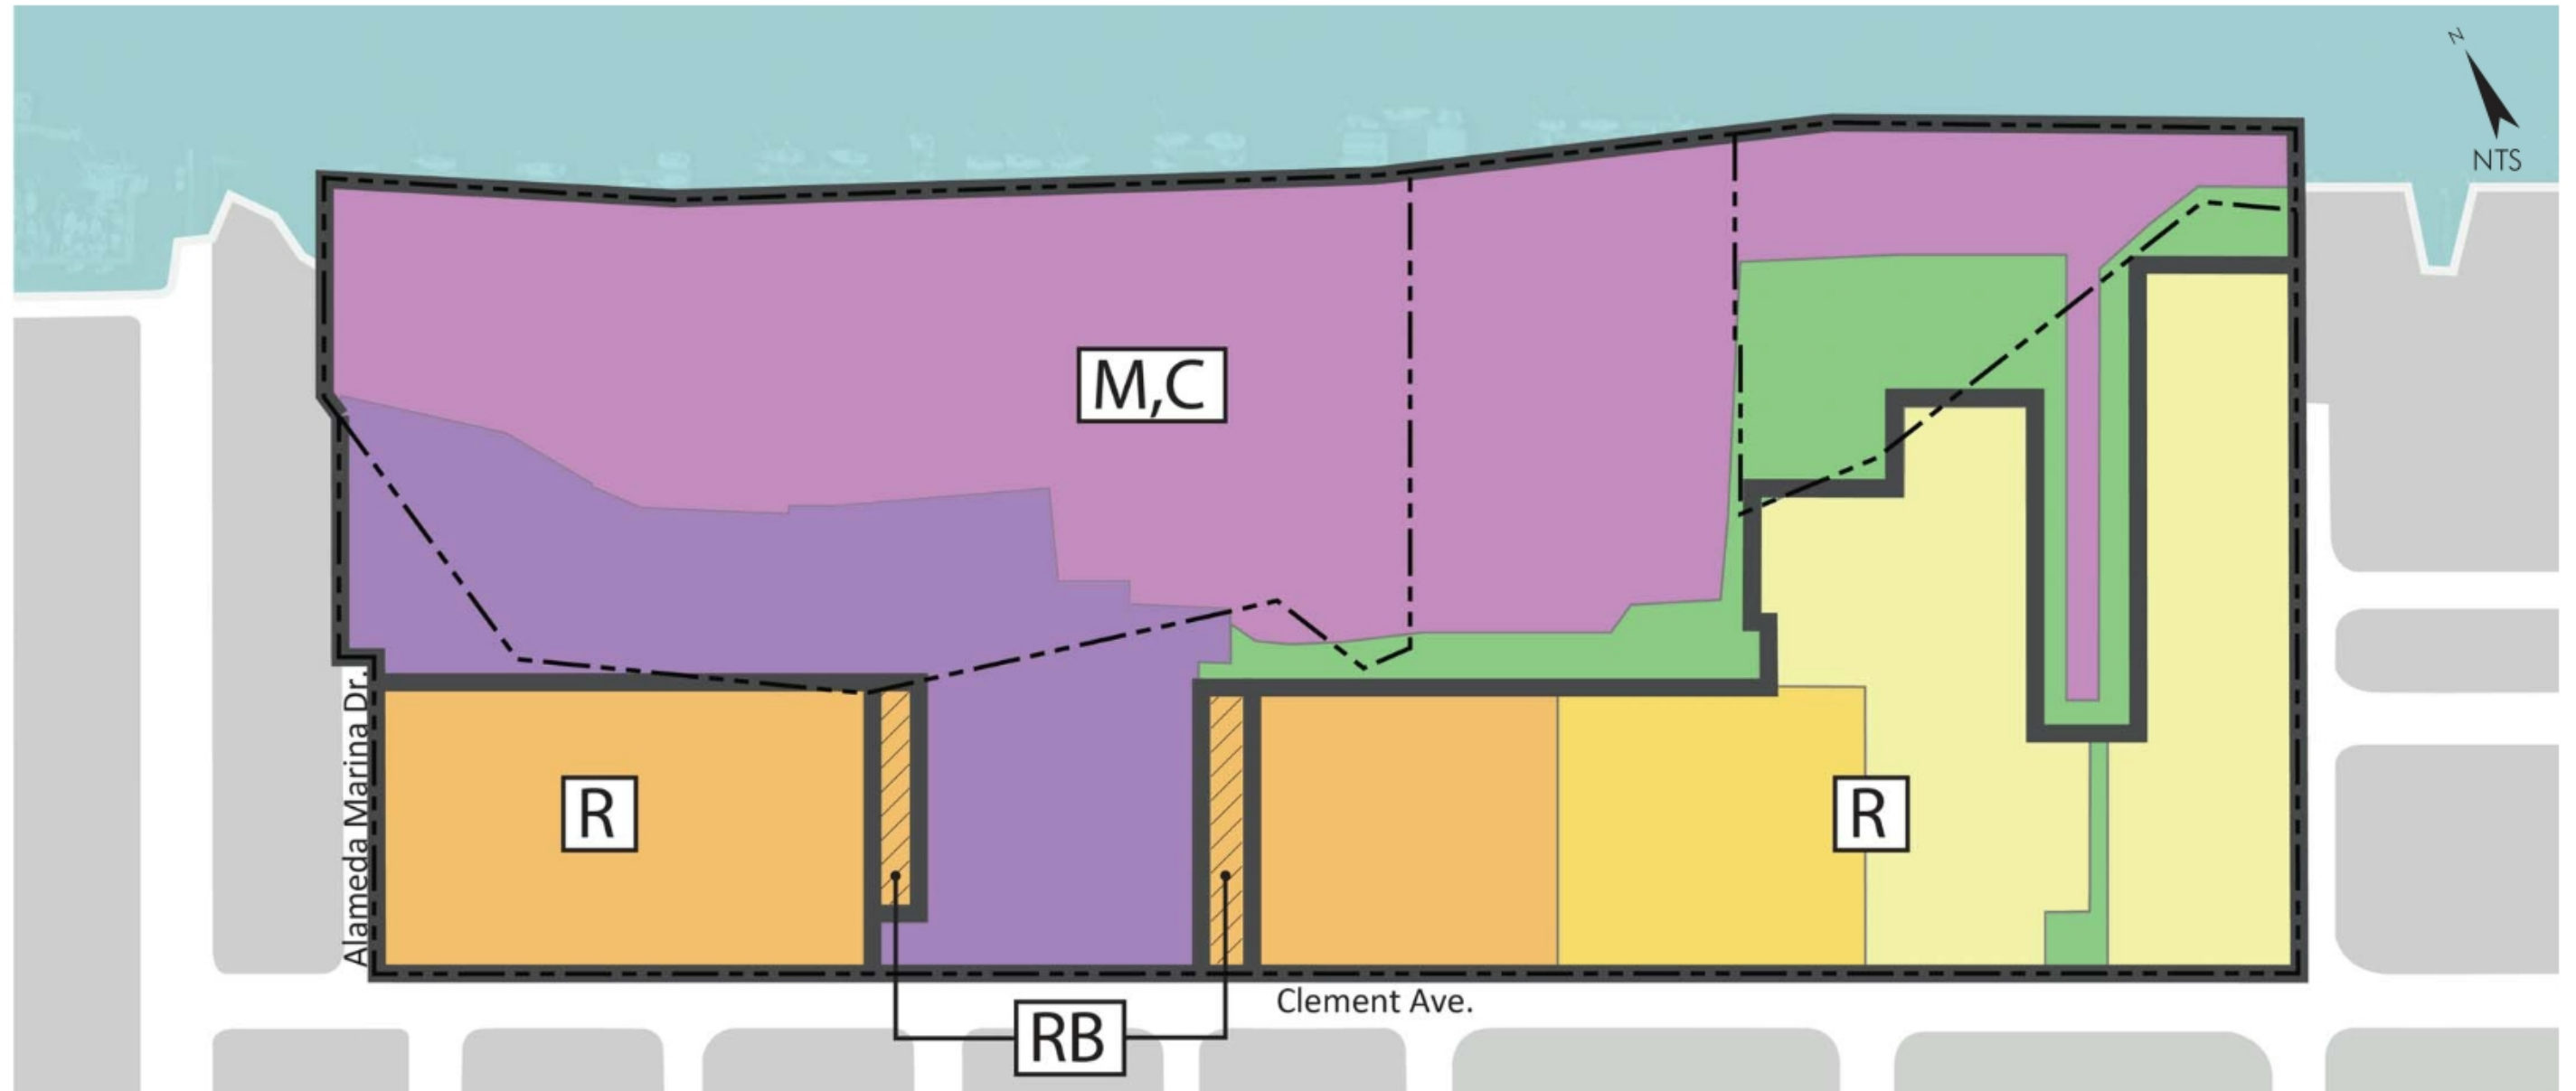 N
NTS
M,C
Alameda Marina Dr.
R
R
Clement Ave.
RB